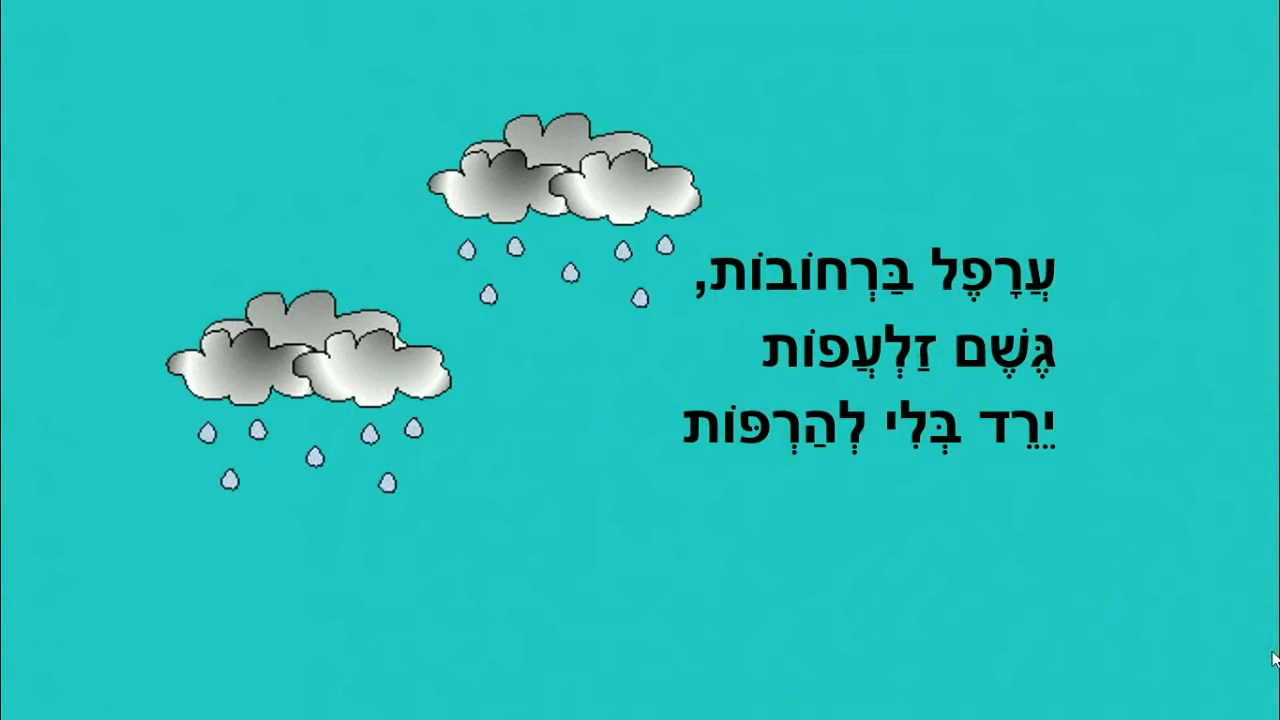 עֲרָפֶל בַּרְחוֹבוֹת,
גֶּשֶׁם זַלְעֲפוֹת
יֵרֵד בְּלִי לְהַרְפּוֹת